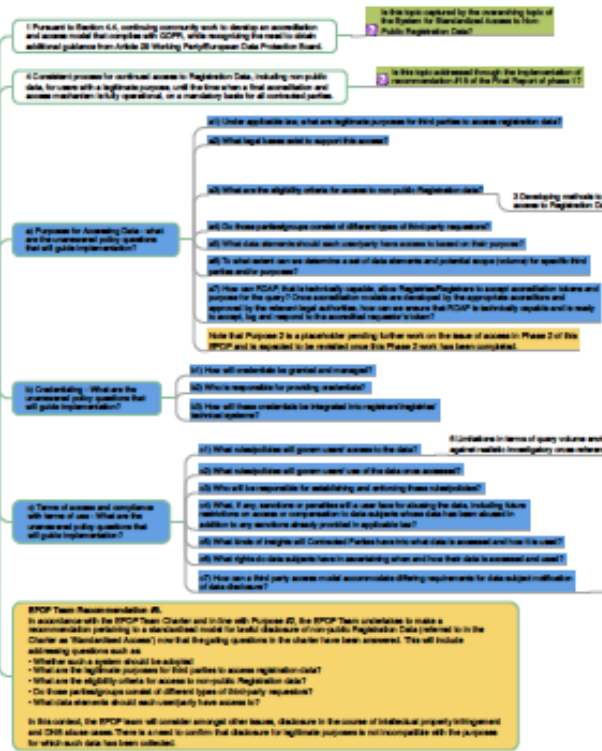 1 Pursuant to Section 4.4, continuing community work to develop an accreditation
and access model that complies with GDPR, while recognizing the need to obtain
additional guidance from Article 29 Working Party/European Data Protection Board.
Is this topic captured by the overarching topic of
the System for Standardized Access to Non-
Public Registration Data?
4 Consistent process for continued access to Registration Data, including non-public
data, for users with a legitimate purpose, until the time when a final accreditation and
access mechanism is fully operational, on a mandatory basis for all contracted parties.
Is this topic addressed through the implementation of
recommendation #18 of the Final Report of phase 1?
a) Purposes for Accessing Data - what
are the unanswered policy questions
that will guide implementation?
a1) Under applicable law, what are legitimate purposes for third parties to access registration data?
a2) What legal bases exist to support this access?
a3) What are the eligibility criteria for access to non-public Registration data?
3 Developing methods to
access to Registration Da
a4) Do those parties/groups consist of different types of third-party requestors?
a5) What data elements should each user/party have access to based on their purpose?
a6) To what extent can we determine a set of data elements and potential scope (volume) for specific third
parties and/or purposes?
a7) How can RDAP, that is technically capable, allow Registries/Registrars to accept accreditation tokens and
purpose for the query? Once accreditation models are developed by the appropriate accreditors and
approved by the relevant legal authorities, how can we ensure that RDAP is technically capable and is ready
to accept, log and respond to the accredited requestor's token?
Note that Purpose 2 is a placeholder pending further work on the issue of access in Phase 2 of this
EPDP and is expected to be revisited once this Phase 2 work has been completed.
b) Credentialing - What are the
unanswered policy questions that
will guide implementation?
b1) How will credentials be granted and managed?
b2) Who is responsible for providing credentials?
b3) How will these credentials be integrated into registrars'/registries'
technical systems?
c) Terms of access and compliance
with terms of use - What are the
unanswered policy questions that
will guide implementation?
c1) What rules/policies will govern users' access to the data?
6 Limitations in terms of query volume
against realistic investigatory cross-referen
c2) What rules/policies will govern users' use of the data once accessed?
c3) Who will be responsible for establishing and enforcing these rules/policies?
c4) What, if any, sanctions or penalties will a user face for abusing the data, including future
restrictions on access or compensation to data subjects whose data has been abused in
addition to any sanctions already provided in applicable law?
c5) What kinds of insights will Contracted Parties have into what data is accessed and how it is used?
c6) What rights do data subjects have in ascertaining when and how their data is accessed and used?
c7) How can a third party access model accommodate differing requirements for data subject notification
of data disclosure?
EPDP Team Recommendation #3.
In accordance with the EPDP Team Charter and in line with Purpose #2, the EPDP Team undertakes to make a
recommendation pertaining to a standardised model for lawful disclosure of non-public Registration Data (referred to in the
Charter as 'Standardised Access') now that the gating questions in the charter have been answered. This will include
addressing questions such as:
• Whether such a system should be adopted
• What are the legitimate purposes for third parties to access registration data?
• What are the eligibility criteria for access to non-public Registration data?
• Do those parties/groups consist of different types of third-party requestors?
• What data elements should each user/party have access to?
In this context, the EPDP team will consider amongst other issues, disclosure in the course of intellectual property infringement
and DNS abuse cases. There is a need to confirm that disclosure for legitimate purposes is not incompatible with the purposes
for which such data has been collected.